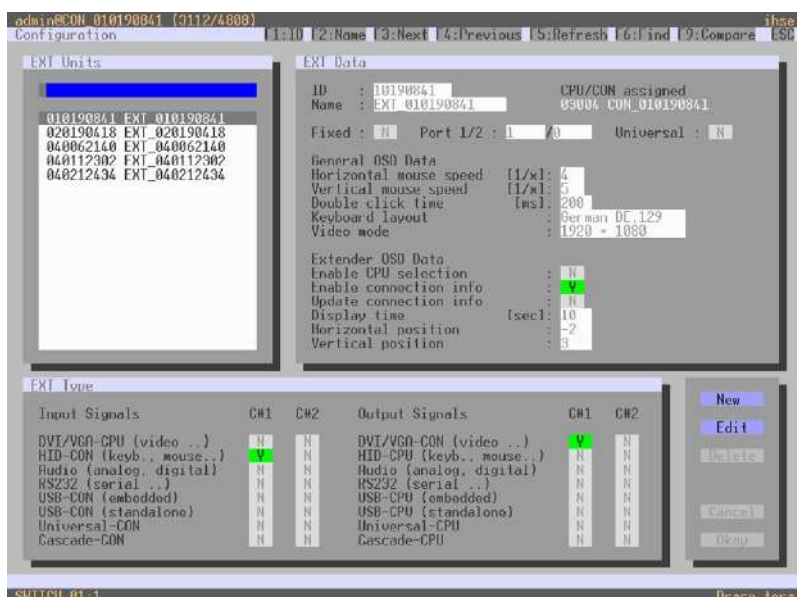 admin@CON_010190841 (3112/4808) ihse
Configuration F1:ID F2:Name F3:Next F4:Previous F5:Refresh F6:Find F9:Compare ESC
EXT Units
010190841 EXT_010190841
020190418 EXT_020190418
040062140 EXT_040062140
040112302 EXT_040112302
040212434 EXT_040212434
EXT Data
ID : 10190841 CPU/CON assigned
Name : EXT_010190841 03004 CON_010190841
Fixed : N Port 1/2 : 1 /0 Universal : N
General OSD Data
Horizontal mouse speed [1/x]: 4
Vertical mouse speed [1/x]: 5
Double click time [ms]: 200
Keyboard layout : German DE,129
Video mode : 1920 * 1080
Extender OSD Data
Enable CPU selection : N
Enable connection info : Y
Update connection info : N
Display time [sec]: 10
Horizontal position : -2
Vertical position : 3
EXT Type
Input Signals C#1 C#2 Output Signals C#1 C#2
DVI/VGA-CPU (video ..) N N DVI/VGA-CON (video ..) Y N
HID-CON (keyb., mouse..) Y N HID-CPU (keyb., mouse..) N N
Audio (analog, digital) N N Audio (analog, digital) N N
RS232 (serial ..) N N RS232 (serial ..) N N
USB-CON (embedded) N N USB-CPU (embedded) N N
USB-CON (standalone) N N USB-CPU (standalone) N N
Universal-CON N N Universal-CPU N N
Cascade-CON N N Cascade-CPU N N
New
Edit
Delete
Cancel
Okay
SWITCH_01:1